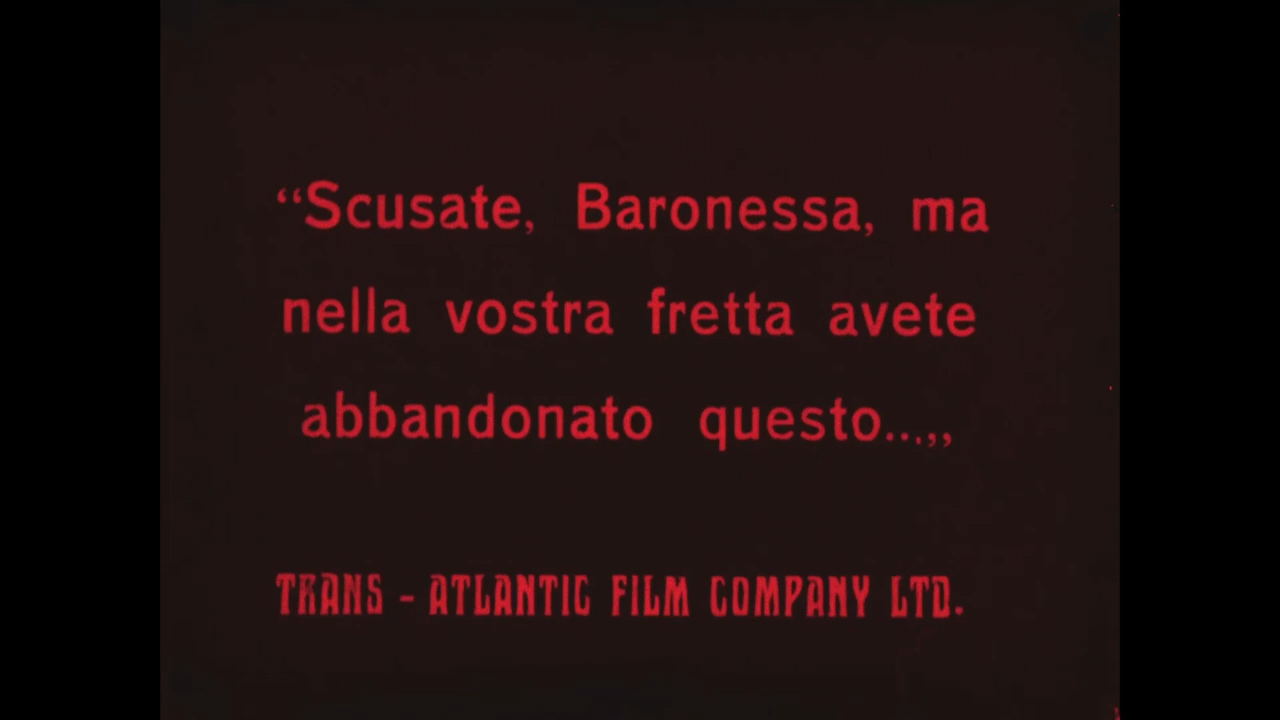 “Scusate, Baronessa, ma
nella vostra fretta avete
abbandonato questo...,,
TRANS - ATLANTIC FILM COMPANY LTD.